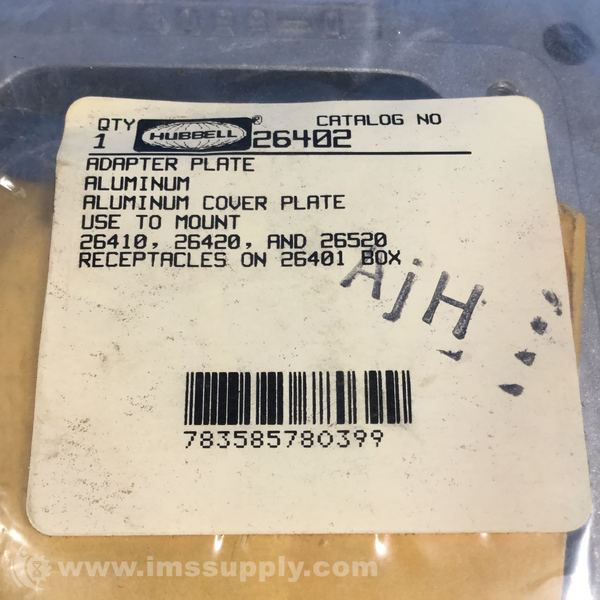 QTY HUBBELL ® CATALOG NO
1 26402
ADAPTER PLATE
ALUMINUM
ALUMINUM COVER PLATE
USE TO MOUNT
26410, 26420, AND 26520
RECEPTACLES ON 26401 BOX
AjH
783585780399
www.imssupply.com